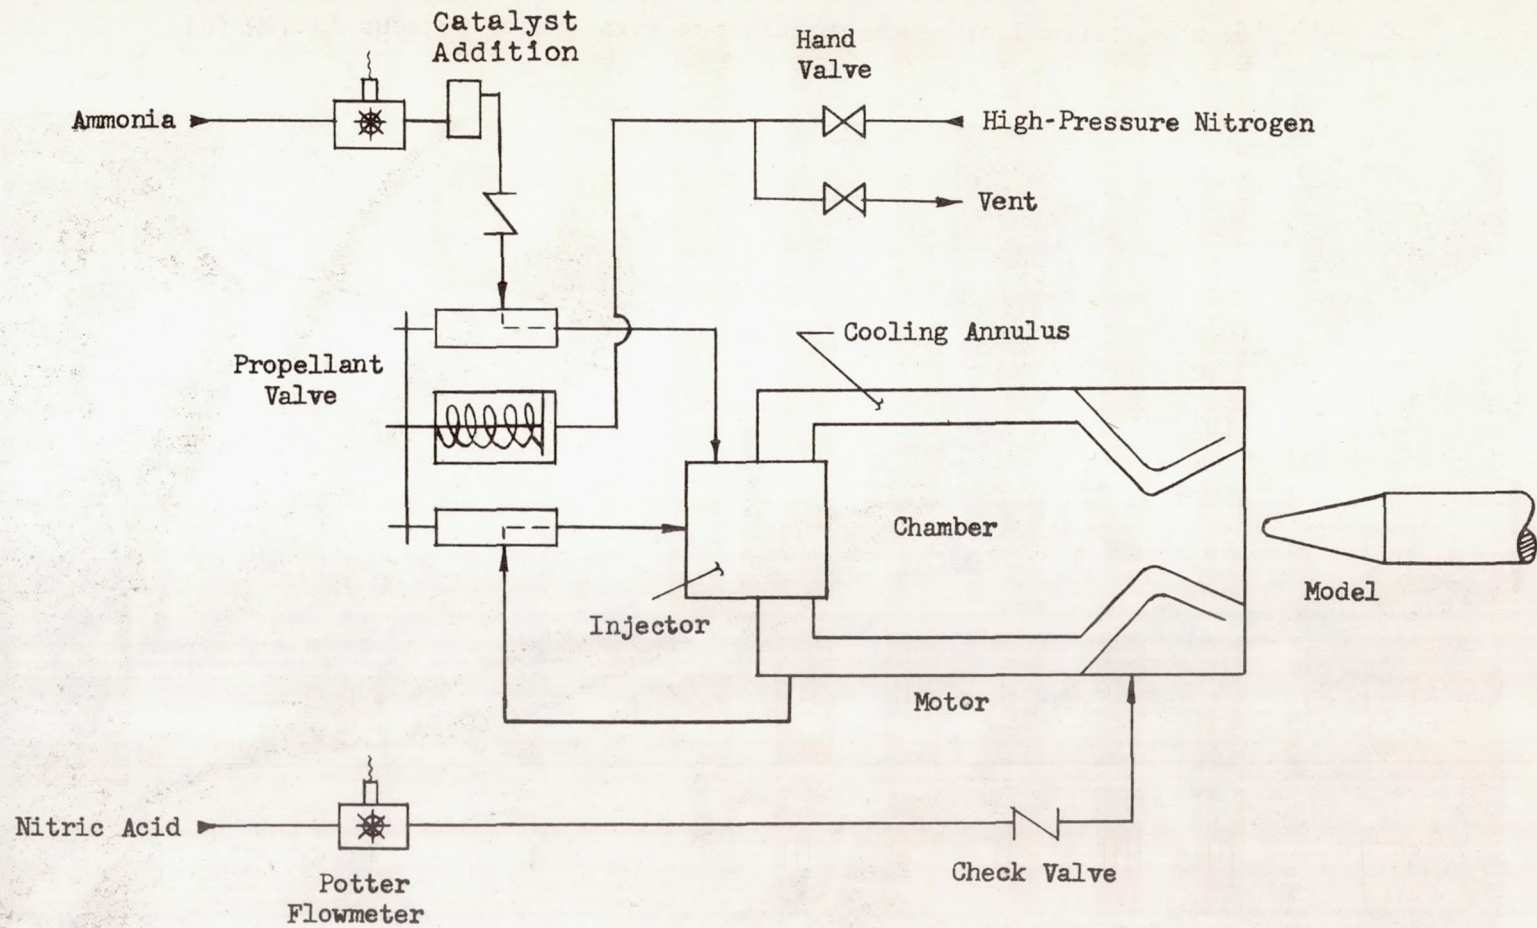 Catalyst
Addition
Hand
Valve
Ammonia
High-Pressure Nitrogen
Vent
Cooling Annulus
Propellant
Valve
Chamber
Model
Injector
Motor
Nitric Acid
Check Valve
Potter
Flowmeter